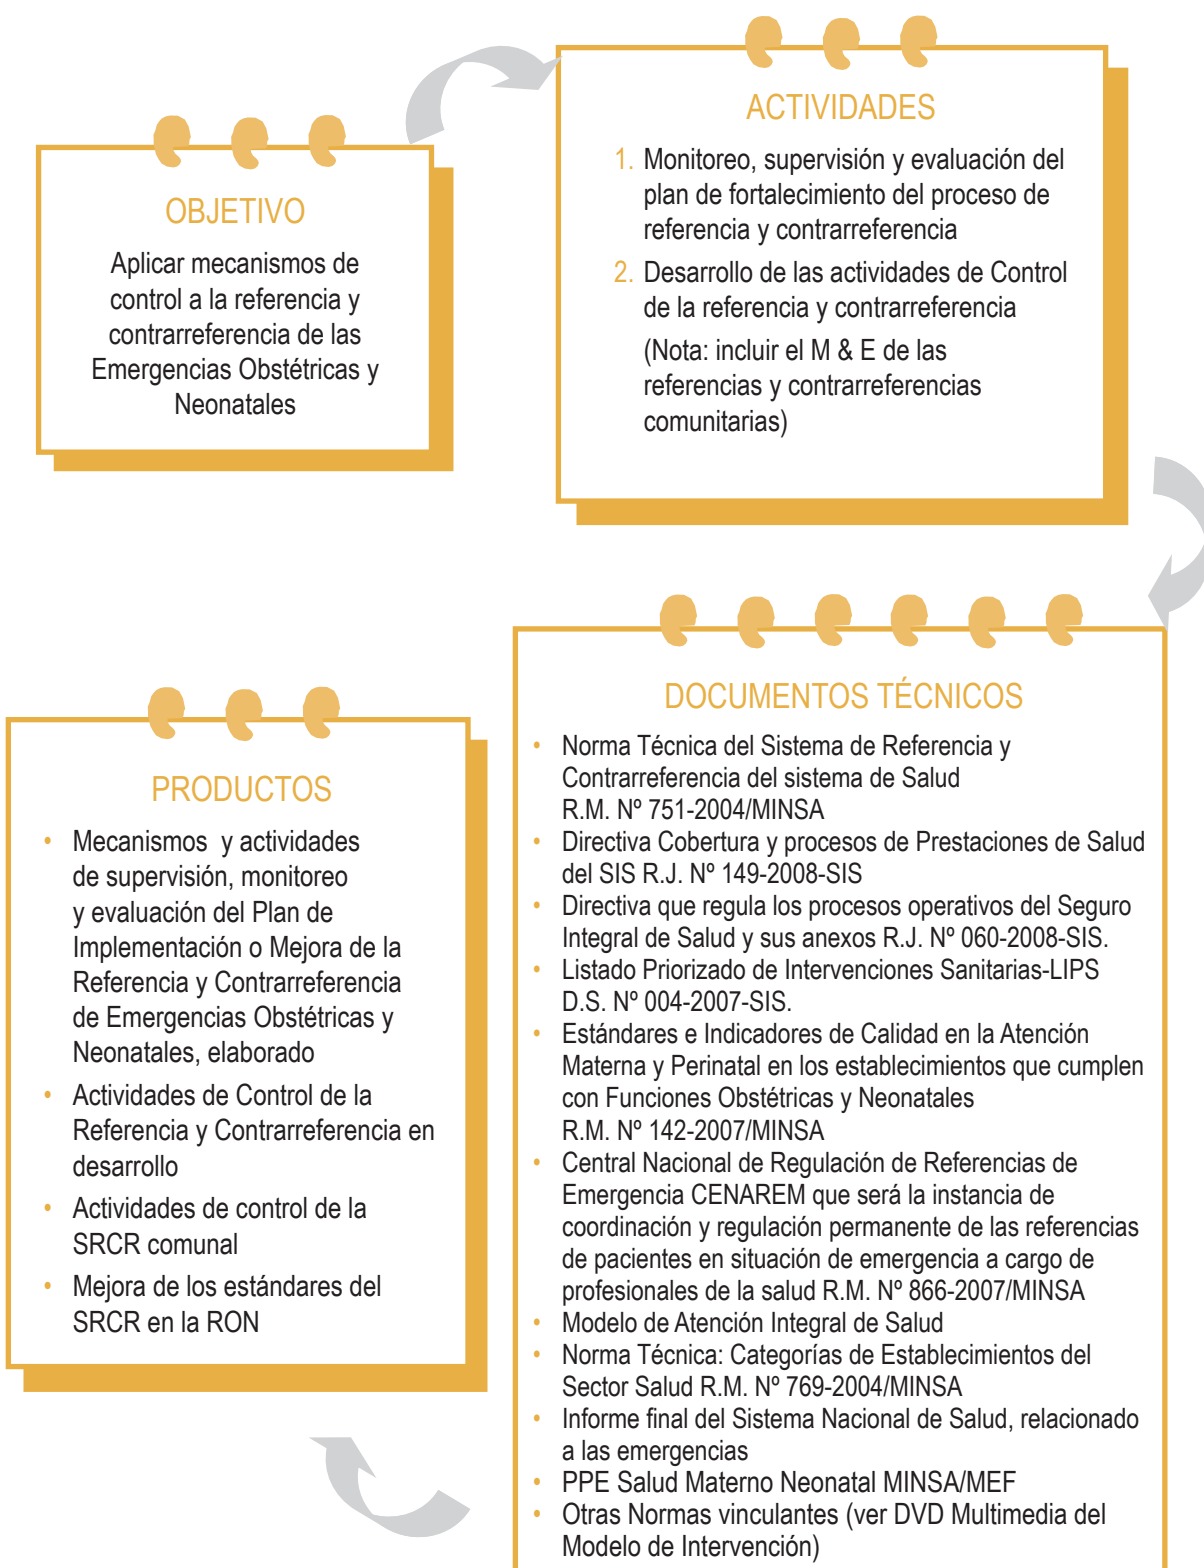 OBJETIVO
Aplicar mecanismos de
control a la referencia y
contrarreferencia de las
Emergencias Obstétricas y
Neonatales
ACTIVIDADES
1. Monitoreo, supervisión y evaluación del
plan de fortalecimiento del proceso de
referencia y contrarreferencia
2. Desarrollo de las actividades de Control
de la referencia y contrarreferencia
(Nota: incluir el M & E de las
referencias y contrarreferencias
comunitarias)
DOCUMENTOS TÉCNICOS
• Norma Técnica del Sistema de Referencia y
Contrarreferencia del sistema de Salud
R.M. Nº 751-2004/MINSA
• Directiva Cobertura y procesos de Prestaciones de Salud
del SIS R.J. Nº 149-2008-SIS
• Directiva que regula los procesos operativos del Seguro
Integral de Salud y sus anexos R.J. Nº 060-2008-SIS.
• Listado Priorizado de Intervenciones Sanitarias-LIPS
D.S. Nº 004-2007-SIS.
• Estándares e Indicadores de Calidad en la Atención
Materna y Perinatal en los establecimientos que cumplen
con Funciones Obstétricas y Neonatales
R.M. Nº 142-2007/MINSA
• Central Nacional de Regulación de Referencias de
Emergencia CENAREM que será la instancia de
coordinación y regulación permanente de las referencias
de pacientes en situación de emergencia a cargo de
profesionales de la salud R.M. Nº 866-2007/MINSA
• Modelo de Atención Integral de Salud
• Norma Técnica: Categorías de Establecimientos del
Sector Salud R.M. Nº 769-2004/MINSA
• Informe final del Sistema Nacional de Salud, relacionado
a las emergencias
• PPE Salud Materno Neonatal MINSA/MEF
• Otras Normas vinculantes (ver DVD Multimedia del
Modelo de Intervención)
PRODUCTOS
• Mecanismos y actividades
de supervisión, monitoreo
y evaluación del Plan de
Implementación o Mejora de la
Referencia y Contrarreferencia
de Emergencias Obstétricas y
Neonatales, elaborado
• Actividades de Control de la
Referencia y Contrarreferencia en
desarrollo
• Actividades de control de la
SRCR comunal
• Mejora de los estándares del
SRCR en la RON